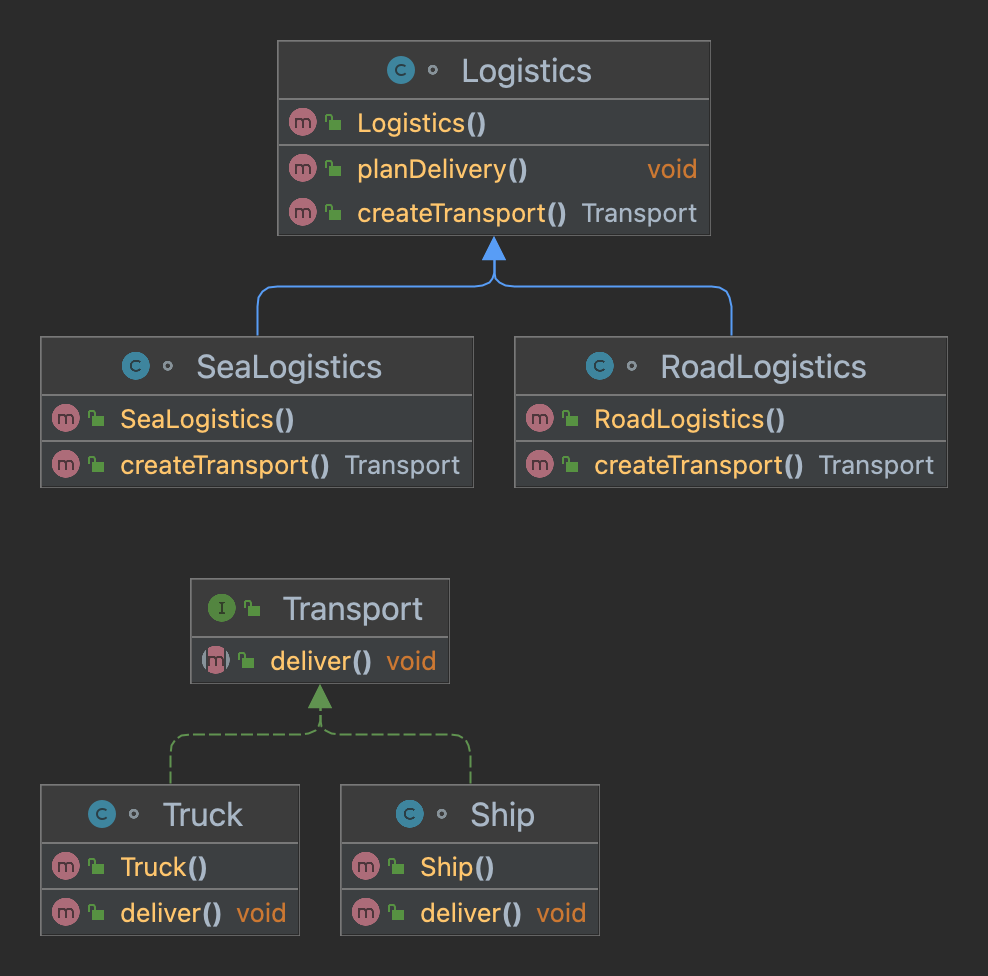 C Logistics
m Logistics()
m planDelivery() void
m createTransport() Transport
C SeaLogistics
m SeaLogistics()
m createTransport() Transport
C RoadLogistics
m RoadLogistics()
m createTransport() Transport
I Transport
m deliver() void
C Truck
m Truck()
m deliver() void
C Ship
m Ship()
m deliver() void